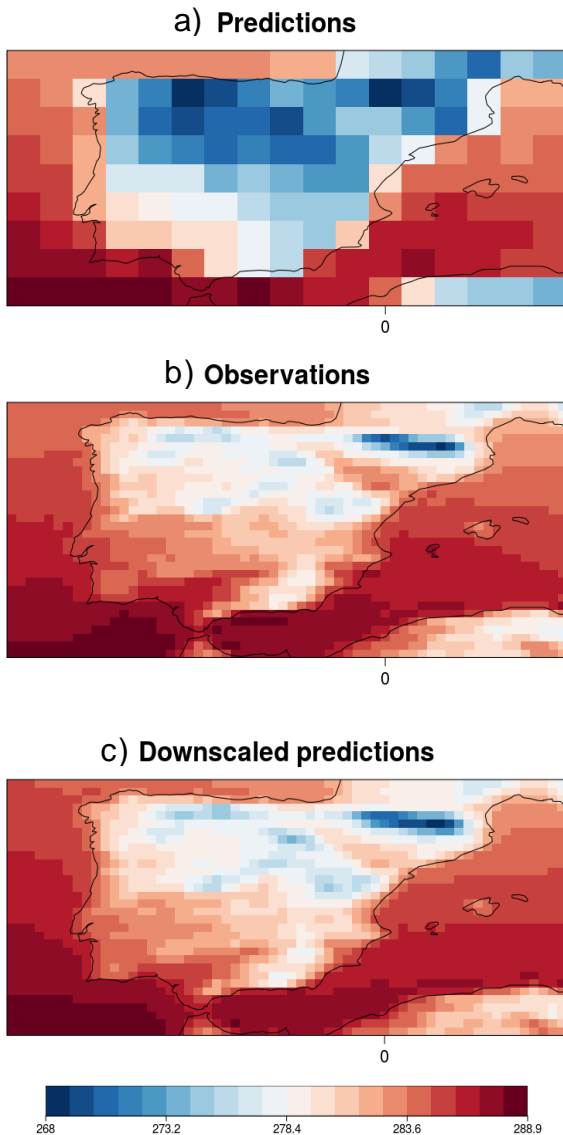 a) Predictions
0
b) Observations
0
c) Downscaled predictions
0
268 273.2 278.4 283.6 288.9